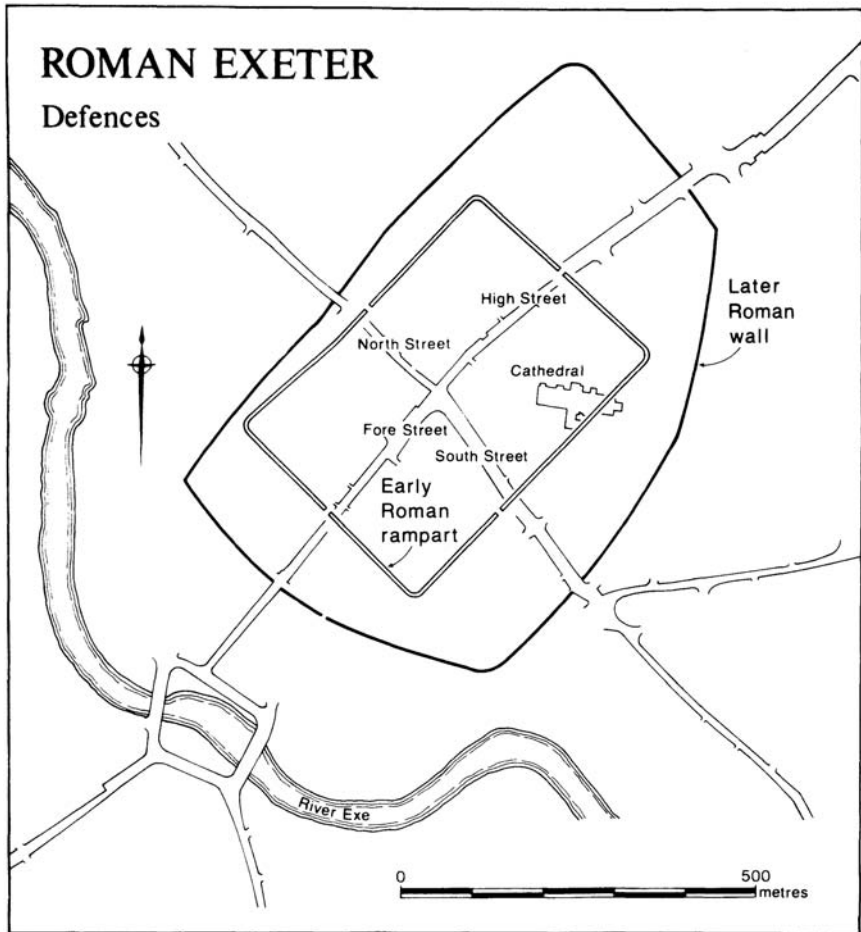 ROMAN EXETER
Defences
High Street
Later
Roman
wall
North Street
Cathedral
Fore Street
South Street
Early
Roman
rampart
River Exe
0 500
metres